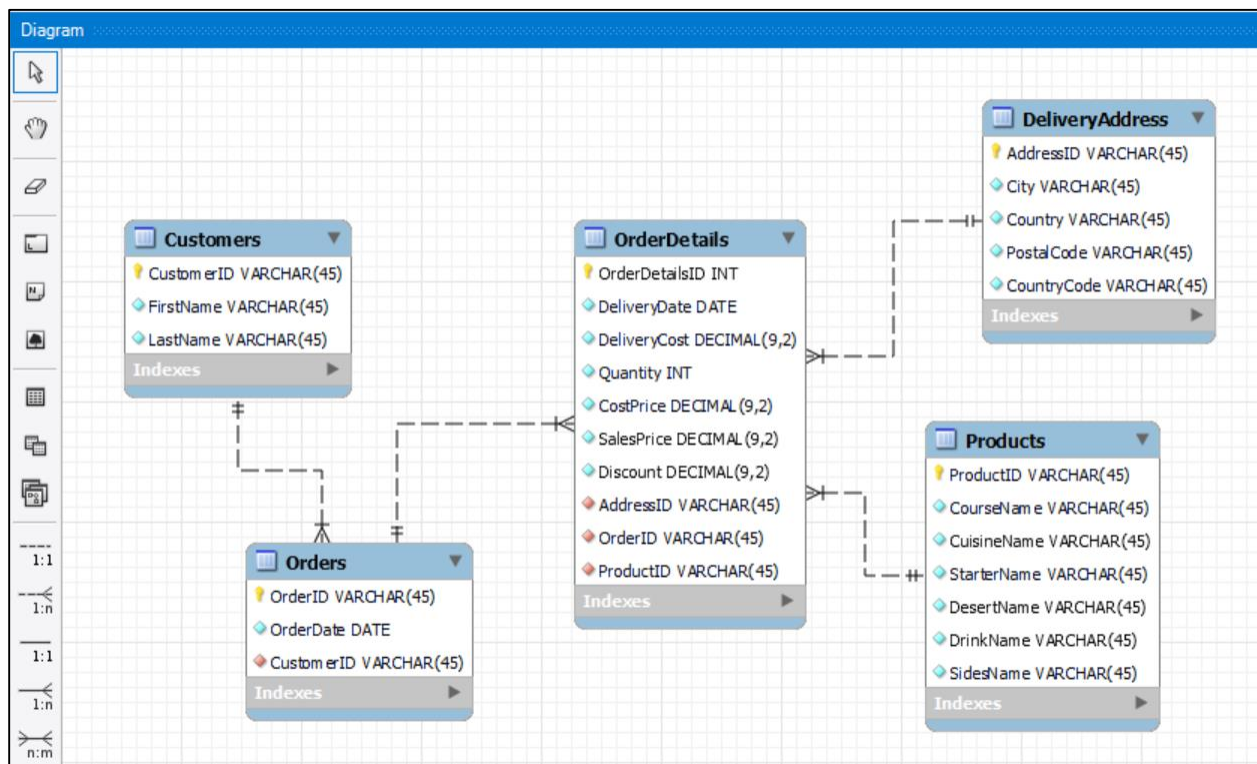 Diagram
1:1
1:n
1:1
1:n
n:m
Customers
CustomerID VARCHAR(45)
FirstName VARCHAR(45)
LastName VARCHAR(45)
Indexes
Orders
OrderID VARCHAR(45)
OrderDate DATE
CustomerID VARCHAR(45)
Indexes
OrderDetails
OrderDetailsID INT
DeliveryDate DATE
DeliveryCost DECIMAL(9,2)
Quantity INT
CostPrice DECIMAL(9,2)
SalesPrice DECIMAL(9,2)
Discount DECIMAL(9,2)
AddressID VARCHAR(45)
OrderID VARCHAR(45)
ProductID VARCHAR(45)
Indexes
DeliveryAddress
AddressID VARCHAR(45)
City VARCHAR(45)
Country VARCHAR(45)
PostalCode VARCHAR(45)
CountryCode VARCHAR(45)
Indexes
Products
ProductID VARCHAR(45)
CourseName VARCHAR(45)
CuisineName VARCHAR(45)
StarterName VARCHAR(45)
DesertName VARCHAR(45)
DrinkName VARCHAR(45)
SidesName VARCHAR(45)
Indexes